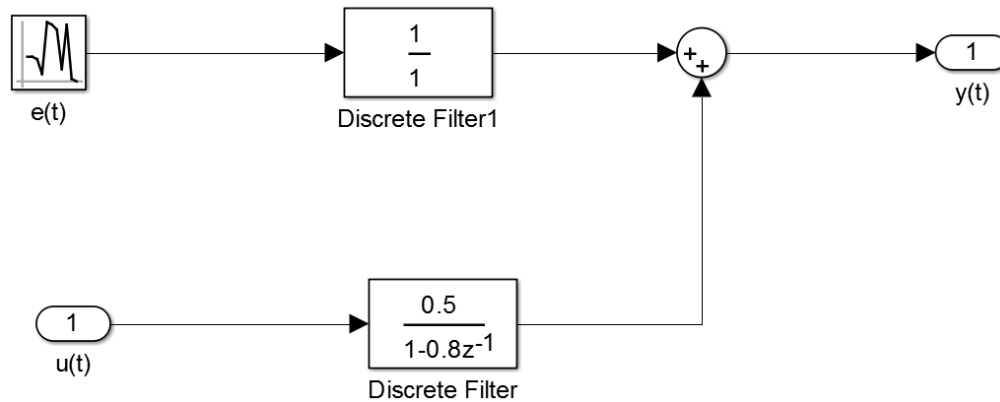 e(t)
1
1
Discrete Filter1
+
+
1
y(t)
1
u(t)
0.5
1-0.8z⁻¹
Discrete Filter